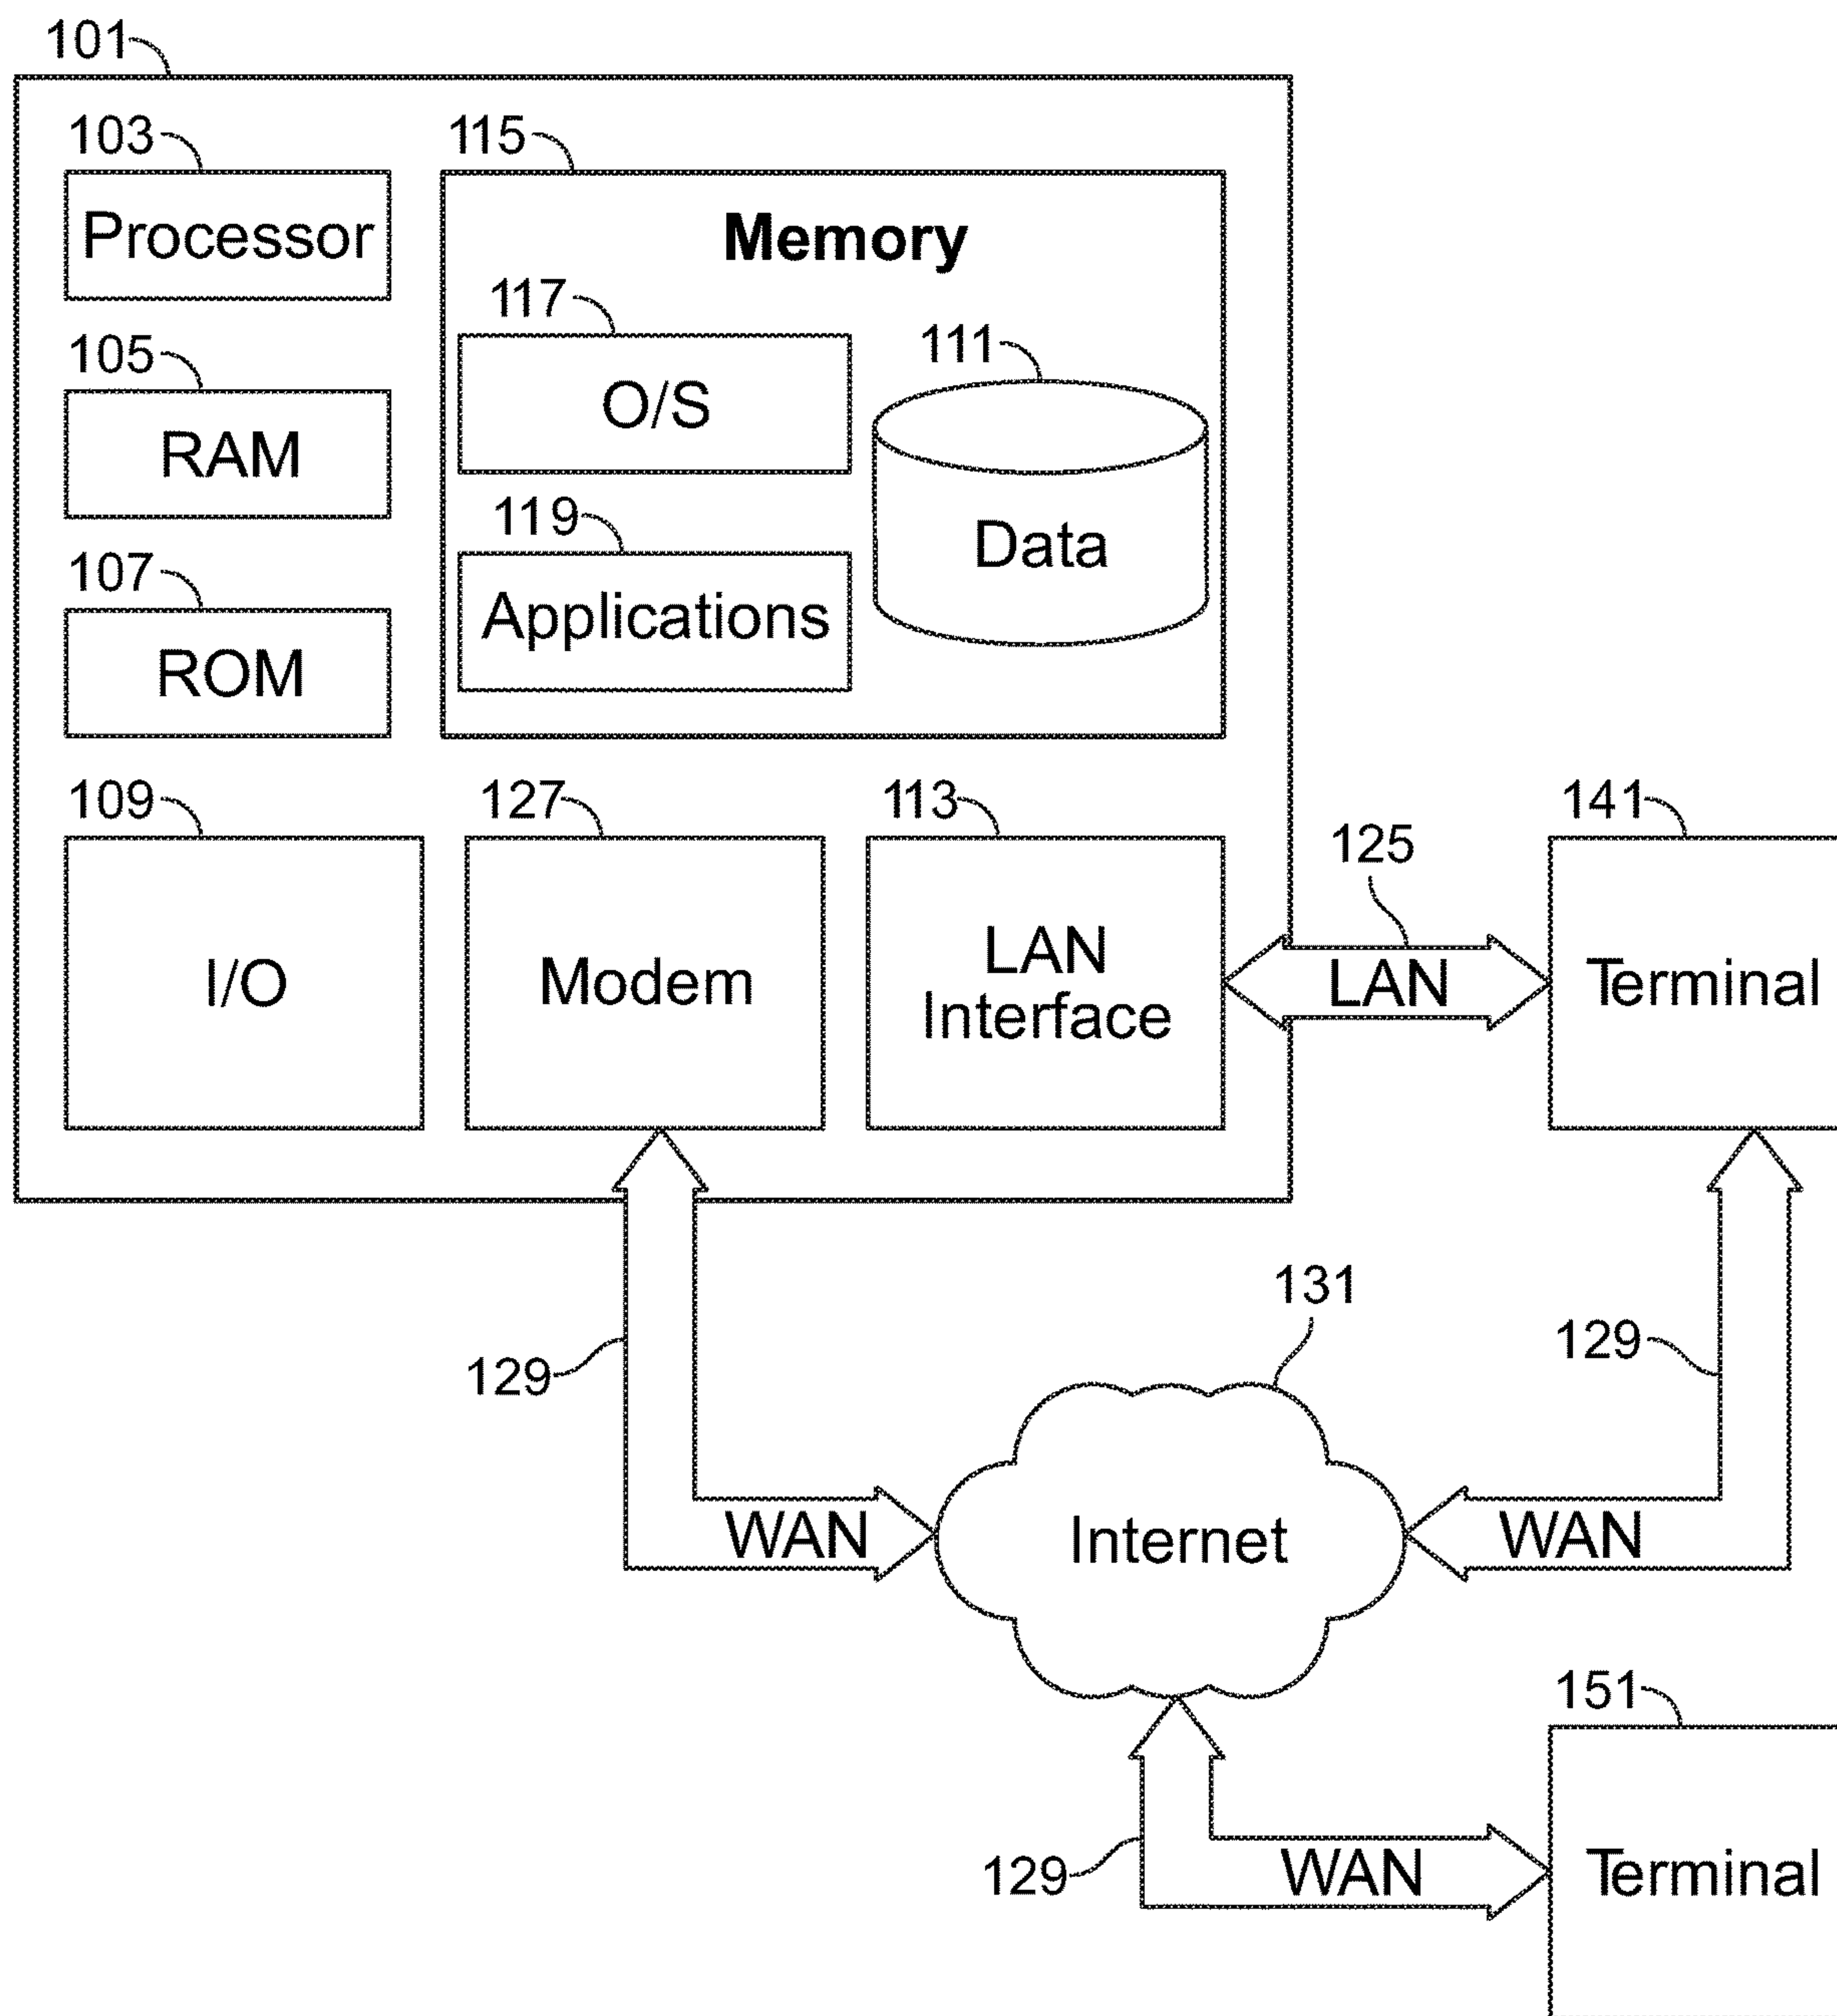 101
103
115
Processor
Memory
117
111
105
O/S
RAM
119
Data
107
Applications
ROM
109
127
113
141
125
I/O
Modem
LAN
Interface
LAN
Terminal
131
129
129
WAN
Internet
WAN
151
129
WAN
Terminal